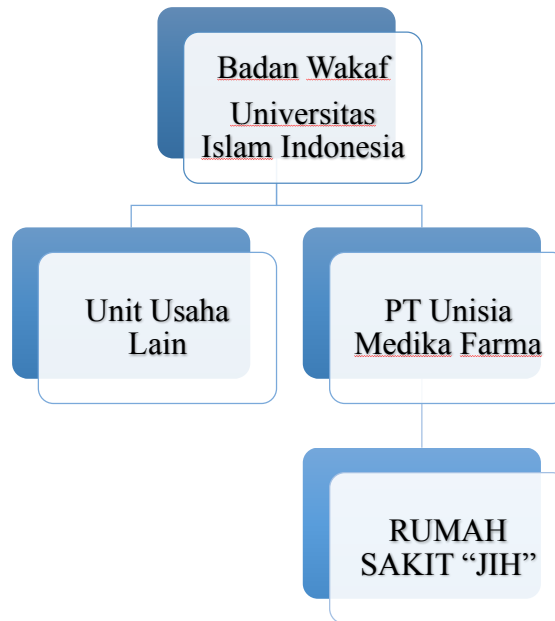 Badan Wakaf
Universitas
Islam Indonesia
Unit Usaha
Lain
PT Unisia
Medika Farma
RUMAH
SAKIT “JIH”